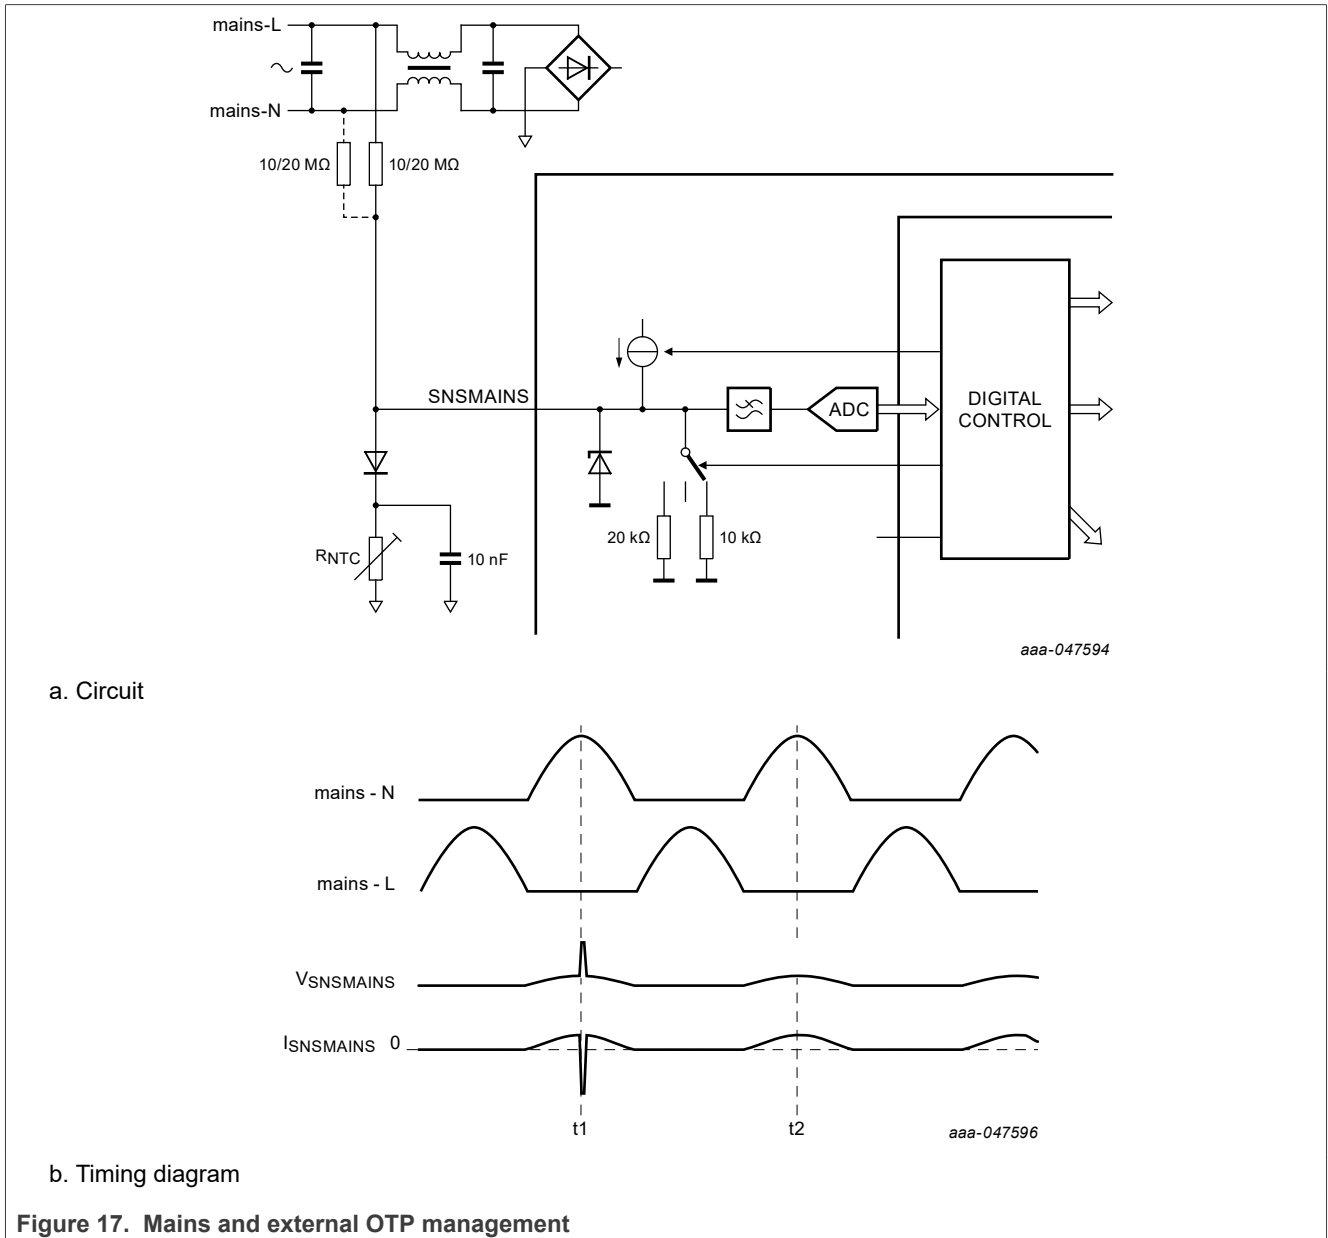 mains-L
mains-N
10/20 MΩ
10/20 MΩ
SNSMAINS
ADC
DIGITAL
CONTROL
20 kΩ
10 kΩ
RNTC
10 nF
aaa-047594
a. Circuit
mains - N
mains - L
VSNSMAINS
ISNSMAINS 0
t1
t2
aaa-047596
b. Timing diagram
Figure 17. Mains and external OTP management